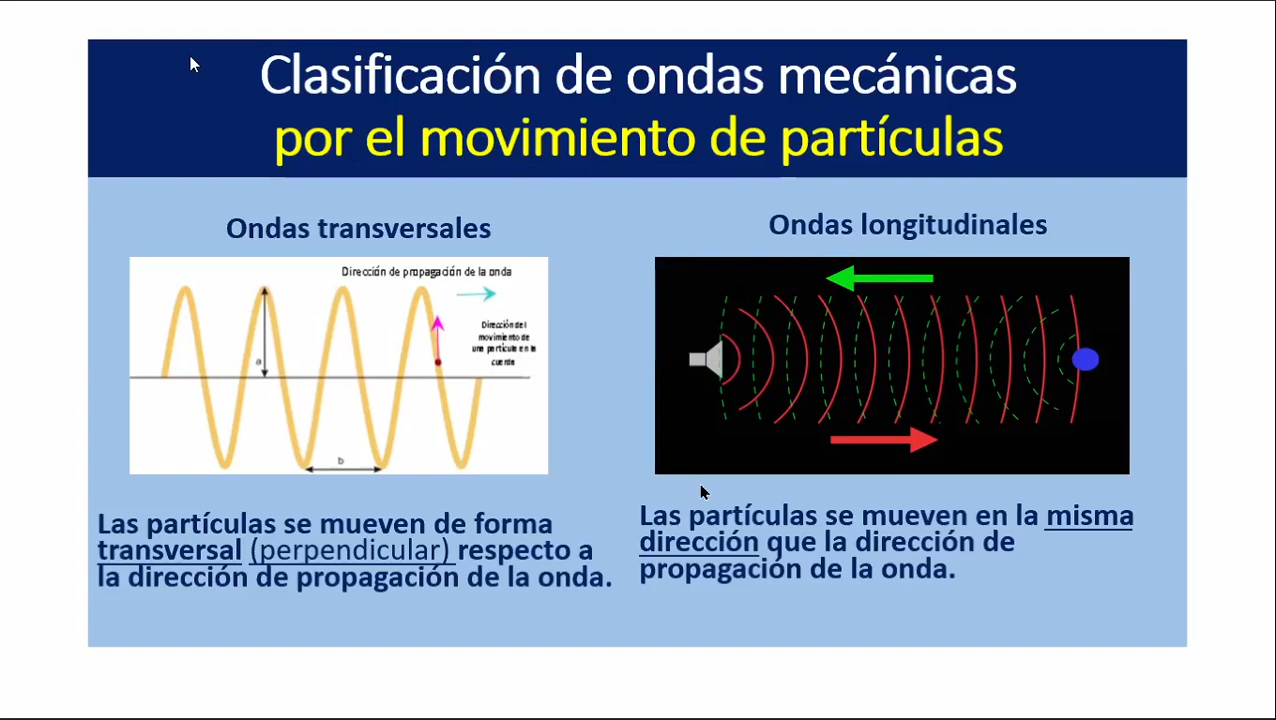 Clasificación de ondas mecánicas
por el movimiento de partículas
Ondas transversales
Dirección de propagación de la onda
Dirección del
movimiento de
una partícula en la
cuerda
a
b
Las partículas se mueven de forma
transversal (perpendicular) respecto a
la dirección de propagación de la onda.
Ondas longitudinales
Las partículas se mueven en la misma
dirección que la dirección de
propagación de la onda.